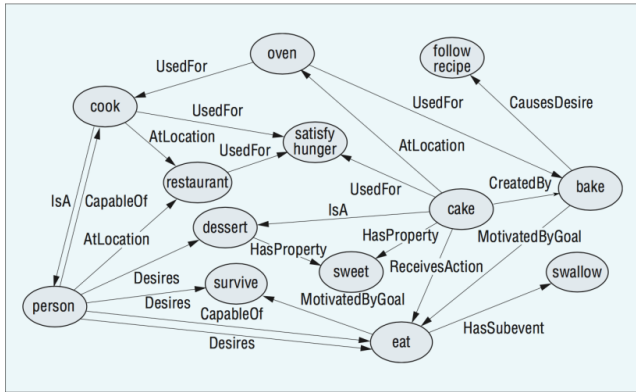 oven
follow
recipe
UsedFor
cook
UsedFor
UsedFor
CausesDesire
AtLocation
satisfy
hunger
AtLocation
UsedFor
restaurant
UsedFor
CreatedBy
bake
IsA
CapableOf
IsA
cake
AtLocation
dessert
HasProperty
MotivatedByGoal
HasProperty
sweet
ReceivesAction
swallow
Desires
survive
MotivatedByGoal
person
Desires
CapableOf
eat
HasSubevent
Desires